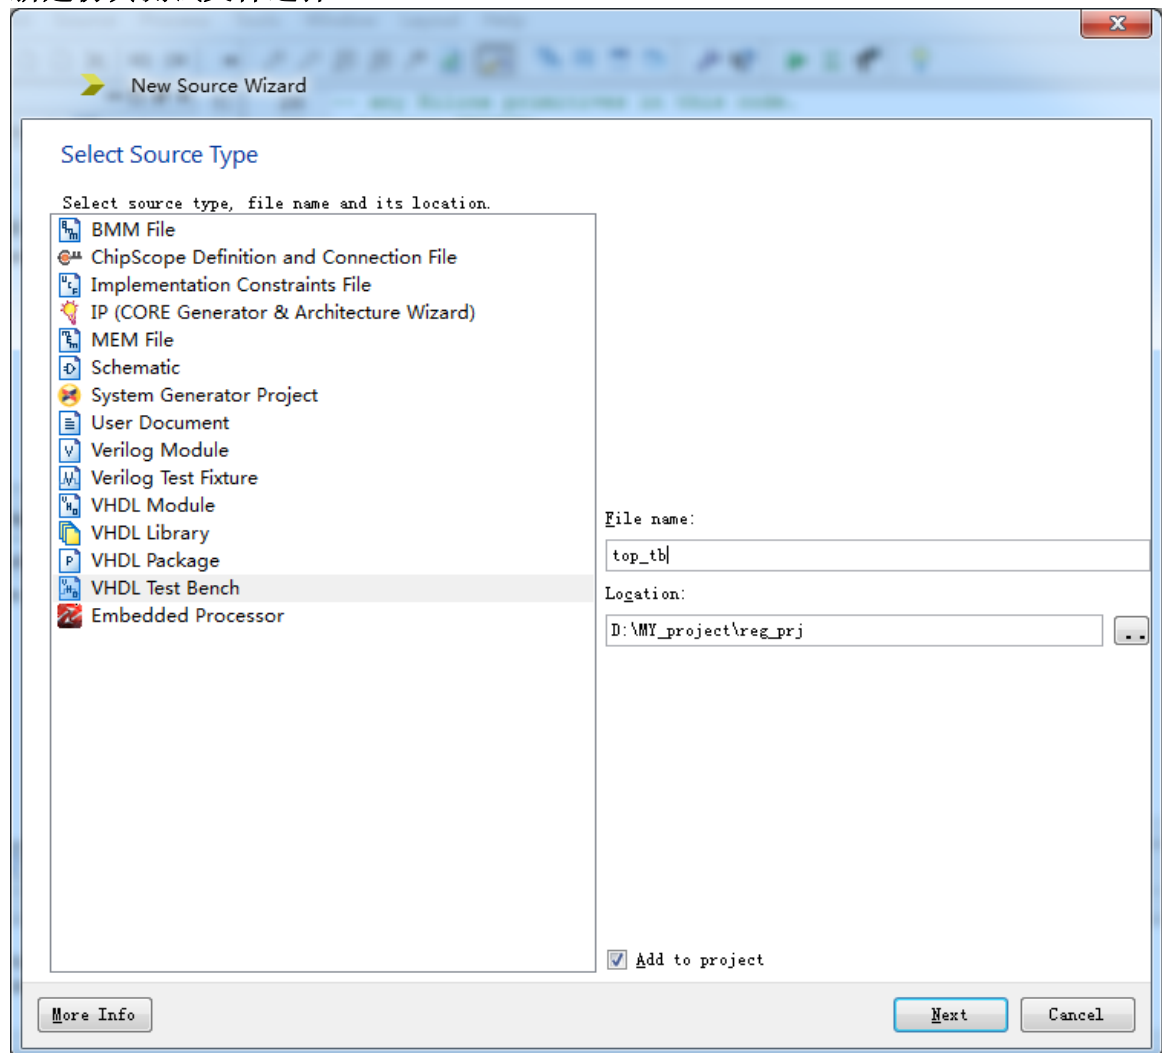 New Source Wizard
Select Source Type
Select source type, file name and its location.
BMM File
ChipScope Definition and Connection File
Implementation Constraints File
IP (CORE Generator & Architecture Wizard)
MEM File
Schematic
System Generator Project
User Document
Verilog Module
Verilog Test Fixture
VHDL Module
VHDL Library
VHDL Package
VHDL Test Bench
Embedded Processor
File name:
top_tb
Location:
D:\MY_project\reg_prj
..
Add to project
More Info
Next
Cancel